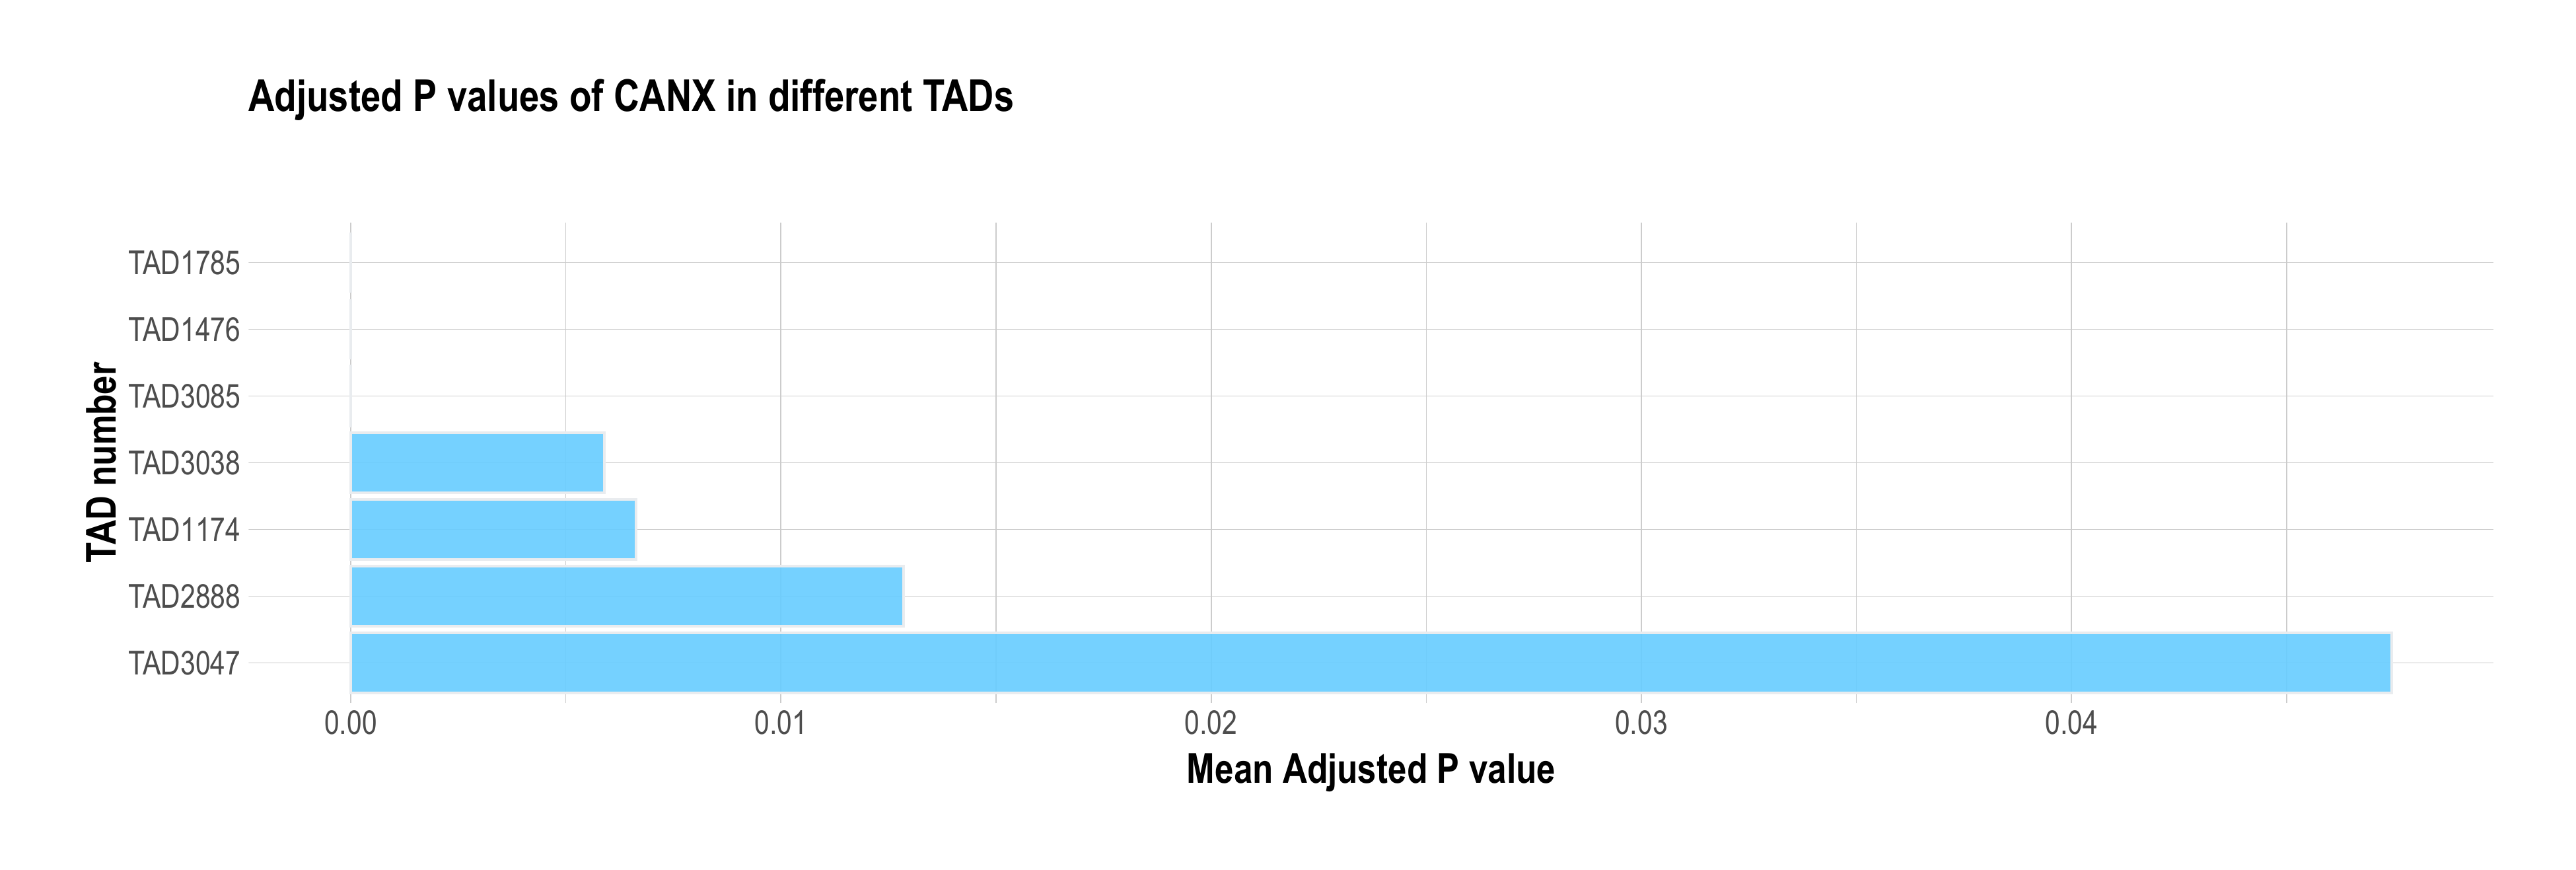 Adjusted P values of CANX in different TADs
TAD number
TAD1785
TAD1476
TAD3085
TAD3038
TAD1174
TAD2888
TAD3047
0.00 0.01 0.02 0.03 0.04
Mean Adjusted P value